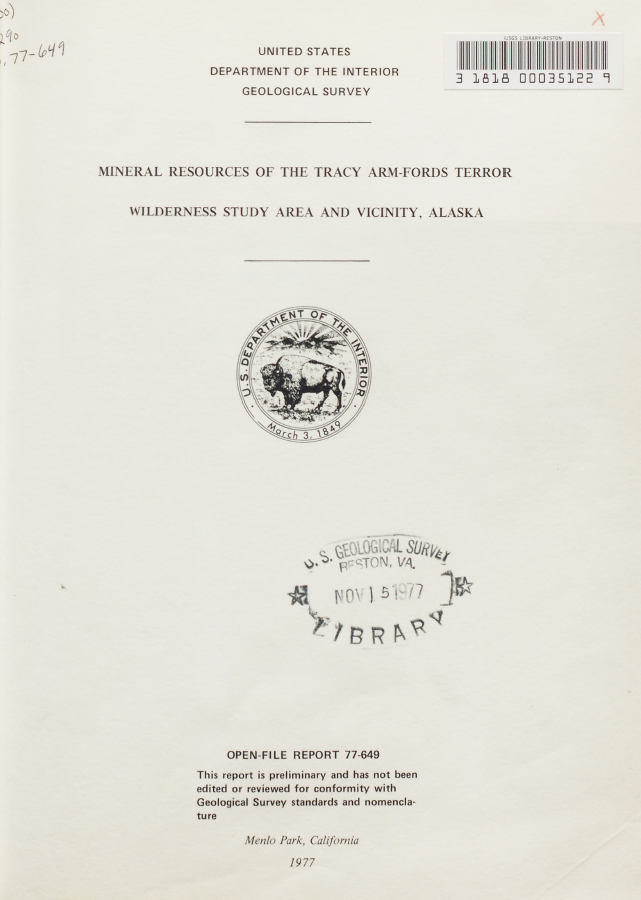 00)
290
77-649
X
USGS LIBRARY-RESTON
3 1818 00035122 9
UNITED STATES
DEPARTMENT OF THE INTERIOR
GEOLOGICAL SURVEY
MINERAL RESOURCES OF THE TRACY ARM-FORDS TERROR
WILDERNESS STUDY AREA AND VICINITY, ALASKA
U.S. DEPARTMENT OF THE INTERIOR
March 3, 1849
U. S. GEOLOGICAL SURVEY
RESTON, VA.
NOV 15 1977
LIBRARY
OPEN-FILE REPORT 77-649
This report is preliminary and has not been
edited or reviewed for conformity with
Geological Survey standards and nomencla-
ture
Menlo Park, California
1977